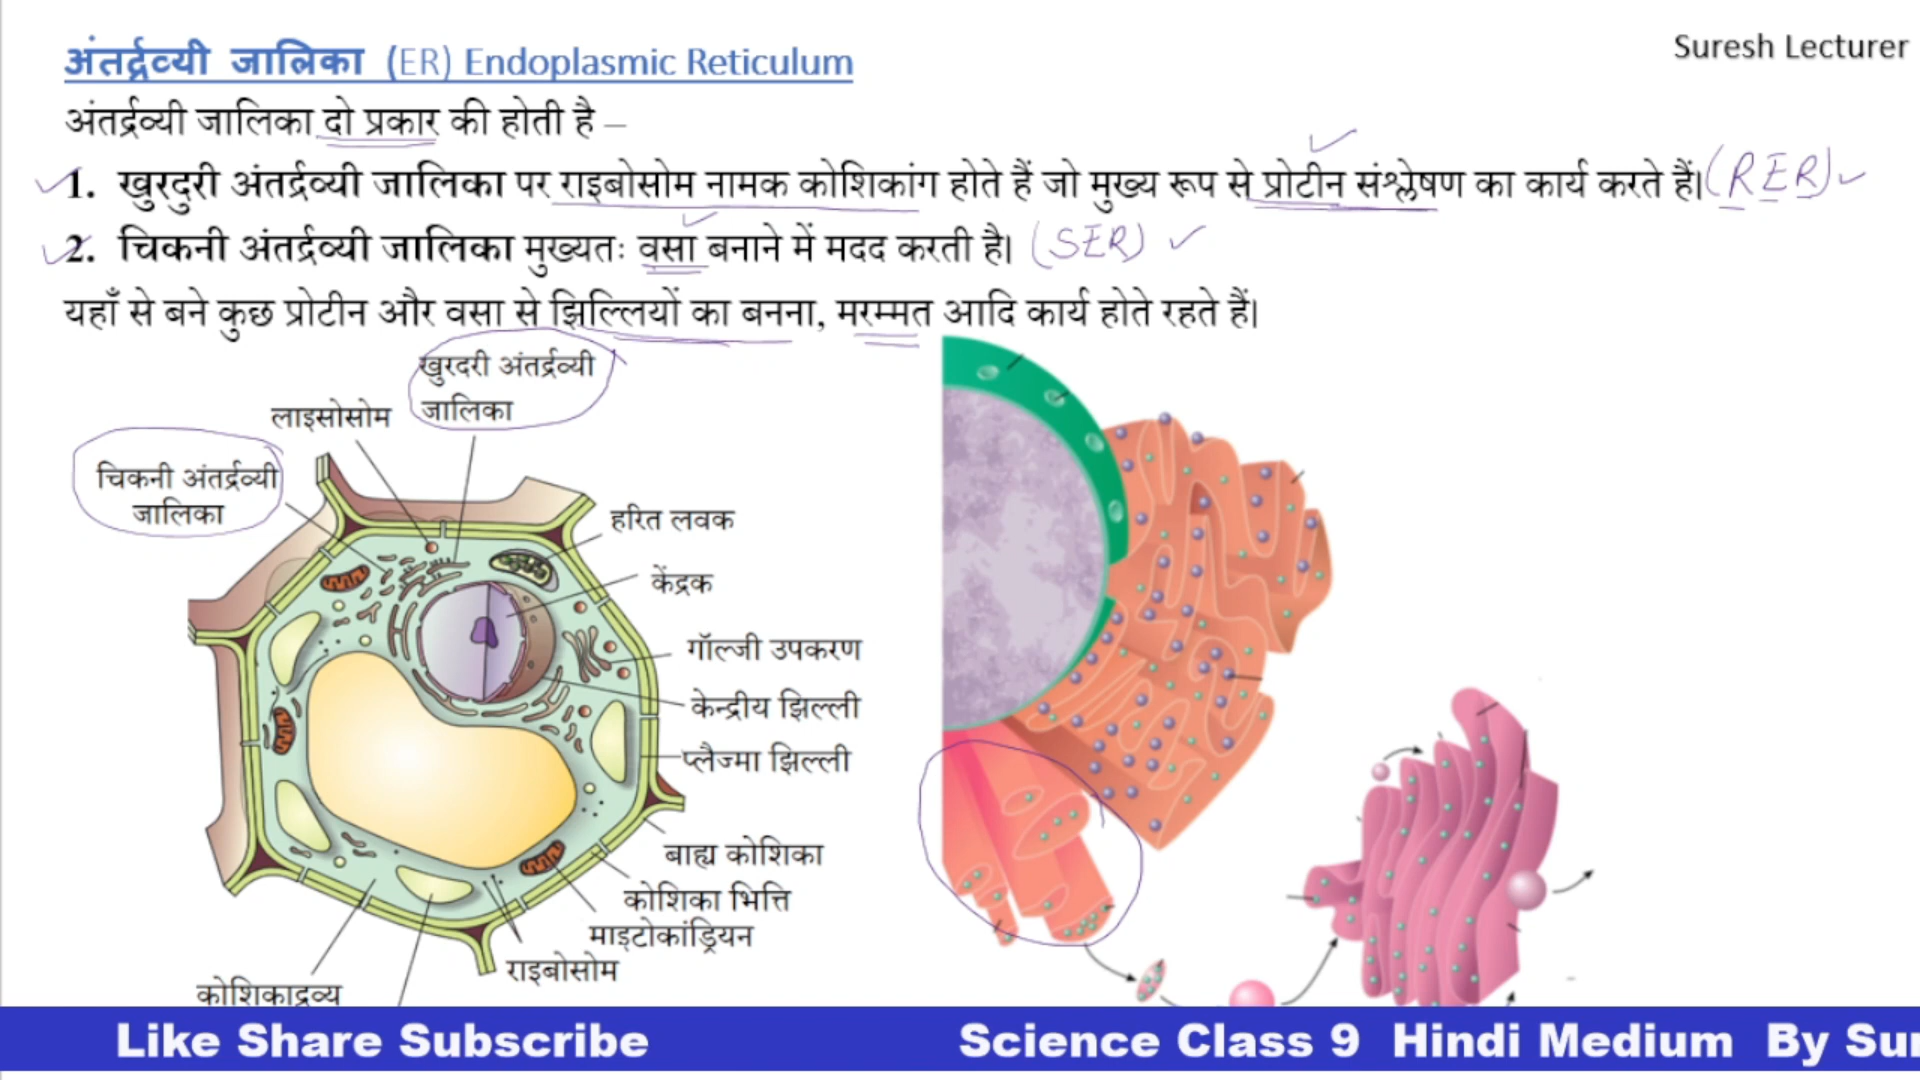 अंतर्द्रव्यी जालिका (ER) Endoplasmic Reticulum
Suresh Lecturer
अंतर्द्रव्यी जालिका दो प्रकार की होती है –
1. खुरदुरी अंतर्द्रव्यी जालिका पर राइबोसोम नामक कोशिकांग होते हैं जो मुख्य रूप से प्रोटीन संश्लेषण का कार्य करते हैं। (RER)
2. चिकनी अंतर्द्रव्यी जालिका मुख्यतः वसा बनाने में मदद करती है। (SER)
यहाँ से बने कुछ प्रोटीन और वसा से झिल्लियों का बनना, मरम्मत आदि कार्य होते रहते हैं।
खुरदरी अंतर्द्रव्यी
जालिका
लाइसोसोम
चिकनी अंतर्द्रव्यी
जालिका
हरित लवक
केंद्रक
गॉल्जी उपकरण
केन्द्रीय झिल्ली
प्लैज्मा झिल्ली
बाह्य कोशिका
कोशिका भित्ति
माइटोकांड्रियन
राइबोसोम
कोशिकाद्रव्य
Like Share Subscribe
Science Class 9 Hindi Medium By Sur